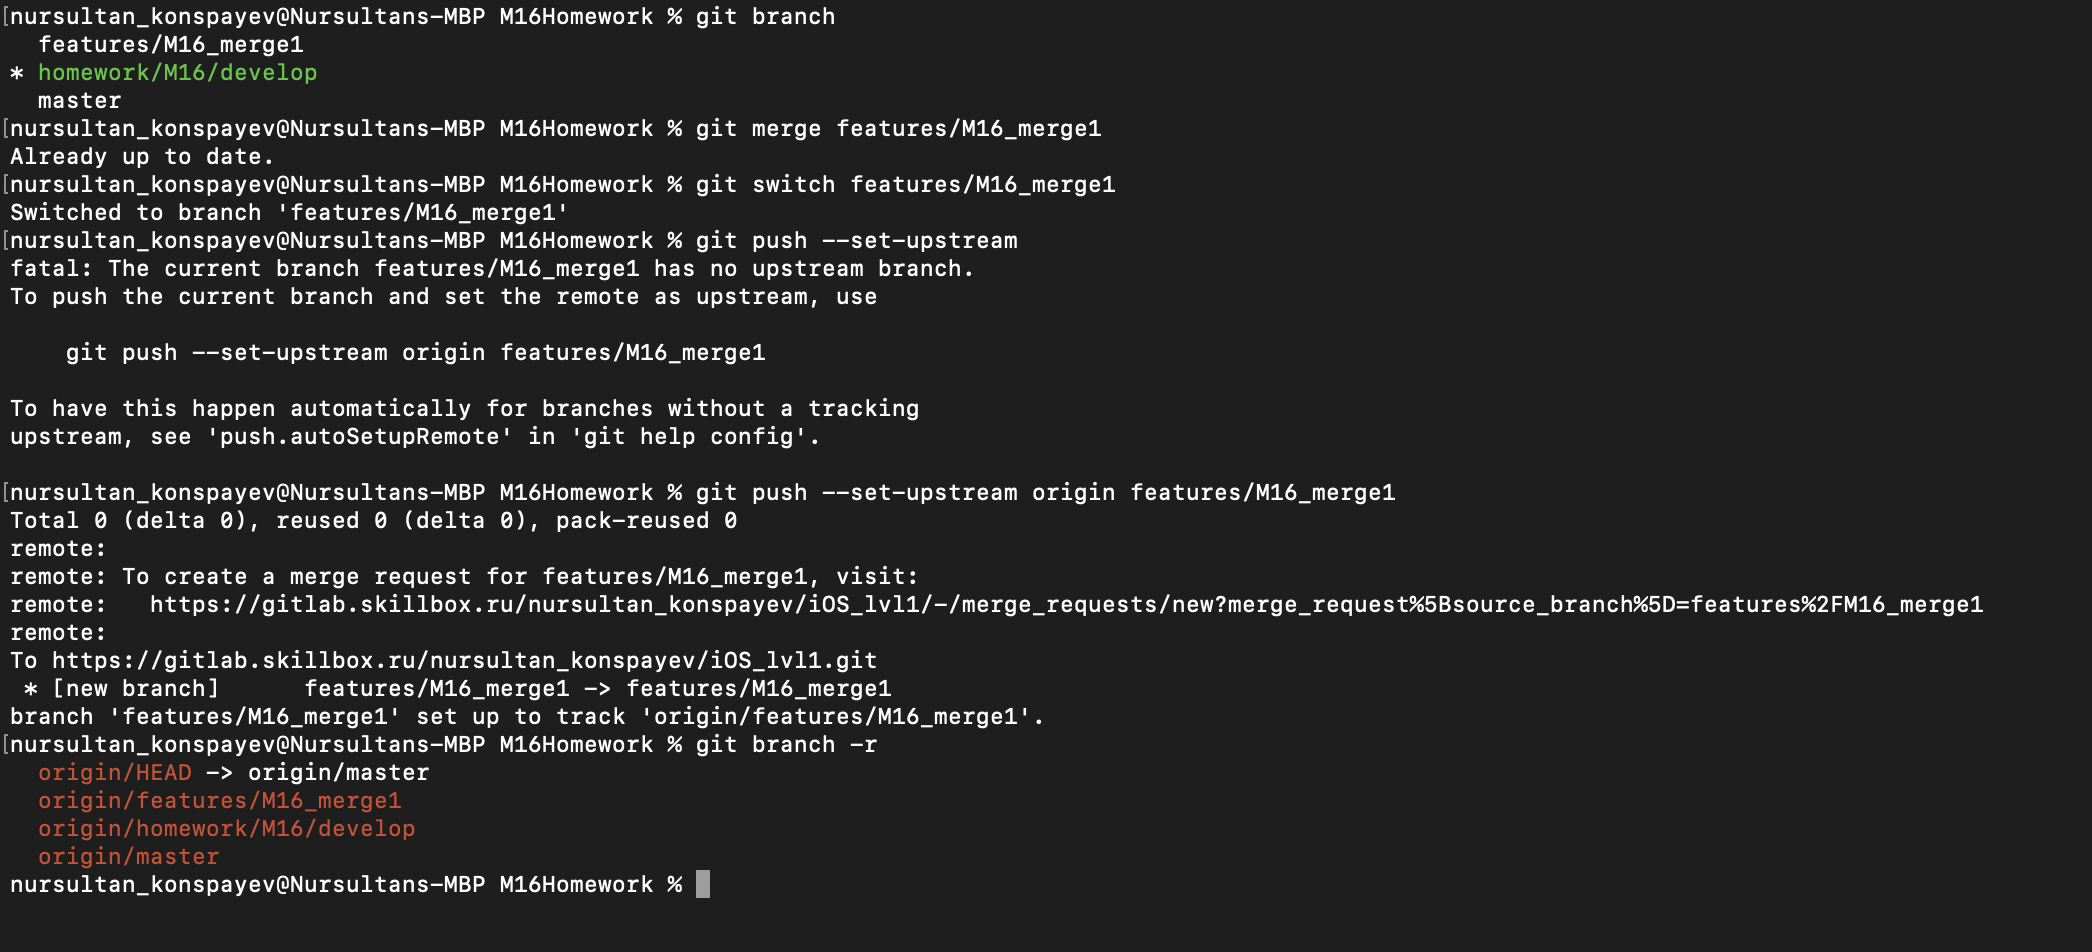 [nursultan_konspayev@Nursultans-MBP M16Homework % git branch
  features/M16_merge1
* homework/M16/develop
  master
[nursultan_konspayev@Nursultans-MBP M16Homework % git merge features/M16_merge1
Already up to date.
[nursultan_konspayev@Nursultans-MBP M16Homework % git switch features/M16_merge1
Switched to branch 'features/M16_merge1'
[nursultan_konspayev@Nursultans-MBP M16Homework % git push --set-upstream
fatal: The current branch features/M16_merge1 has no upstream branch.
To push the current branch and set the remote as upstream, use
    git push --set-upstream origin features/M16_merge1
To have this happen automatically for branches without a tracking
upstream, see 'push.autoSetupRemote' in 'git help config'.
[nursultan_konspayev@Nursultans-MBP M16Homework % git push --set-upstream origin features/M16_merge1
Total 0 (delta 0), reused 0 (delta 0), pack-reused 0
remote:
remote: To create a merge request for features/M16_merge1, visit:
remote:   https://gitlab.skillbox.ru/nursultan_konspayev/iOS_lvl1/-/merge_requests/new?merge_request%5Bsource_branch%5D=features%2FM16_merge1
remote:
To https://gitlab.skillbox.ru/nursultan_konspayev/iOS_lvl1.git
 * [new branch]      features/M16_merge1 -> features/M16_merge1
branch 'features/M16_merge1' set up to track 'origin/features/M16_merge1'.
[nursultan_konspayev@Nursultans-MBP M16Homework % git branch -r
  origin/HEAD -> origin/master
  origin/features/M16_merge1
  origin/homework/M16/develop
  origin/master
nursultan_konspayev@Nursultans-MBP M16Homework %